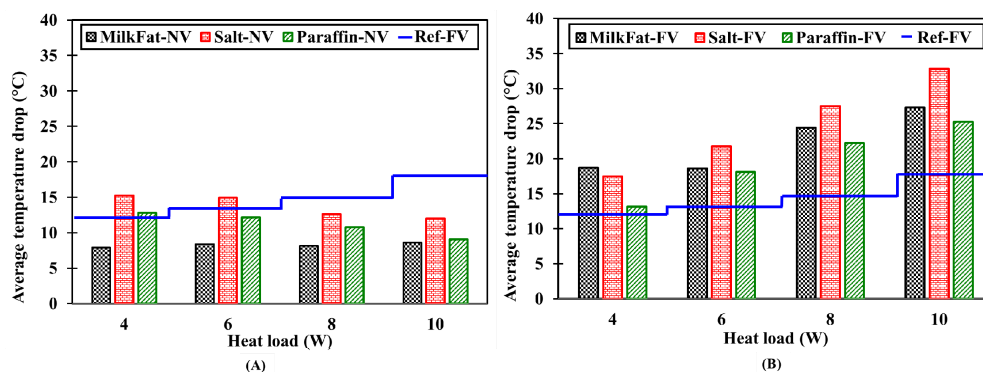 40
35
30
25
20
15
10
5
0
Average temperature drop (°C)
MilkFat-NV Salt-NV Paraffin-NV Ref-FV
4 6 8 10
Heat load (W)
(A)
40
35
30
25
20
15
10
5
0
Average temperature drop (°C)
MilkFat-FV Salt-FV Paraffin-FV Ref-FV
4 6 8 10
Heat load (W)
(B)